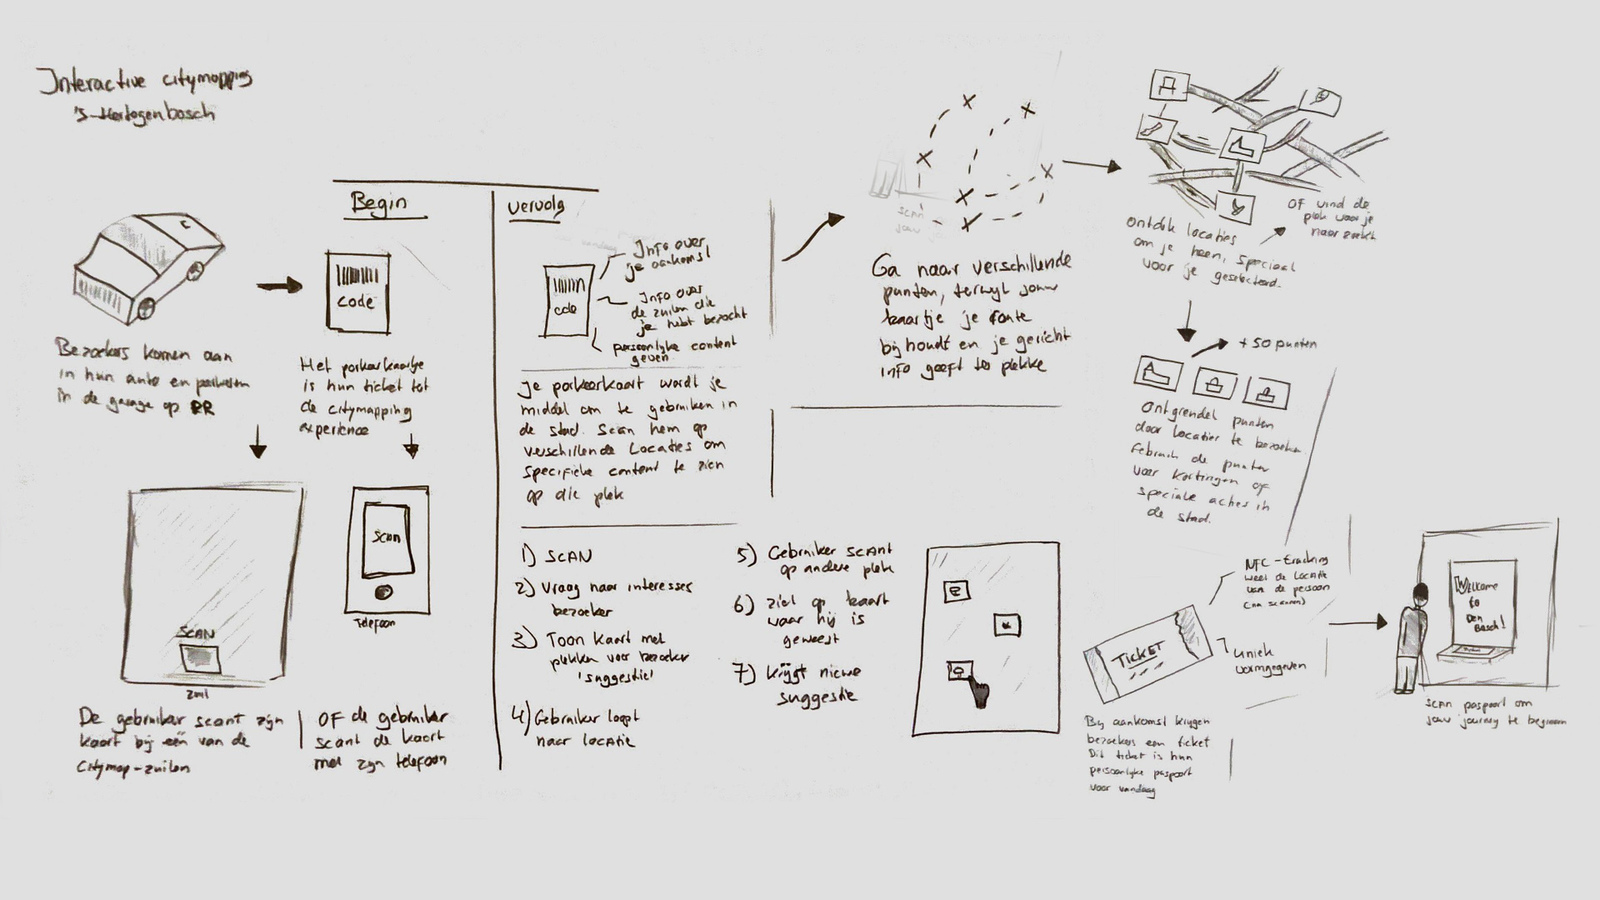 Interactive citymapping
's-Hertogenbosch
Begin
code
Bezoekers komen aan
in hun auto en parkeren
in de garage op
Het parkeerkaartje
is hun ticket tot
de citymapping
experience
SCAN
zuil
De gebruiker scant zijn
kaart bij één van de
Citymap-zuilen
Scan
Telefoon
OF de gebruiker
scant de kaart
met zijn telefoon
vervolg
code
Info over
je aankomst
Info over
de zuilen die
je hebt bezocht
persoonlijke content
geven
je parkeerkaart wordt je
middel om te gebruiken in
de stad. Scan hem op
verschillende locaties om
specifieke content te zien
op die plek
1) SCAN
2) Vraag naar interesses
bezoeker
3) Toon kaart met
plekken voor bezoeker
'suggestie'
4) Gebruiker loopt
naar locatie
5) Gebruiker scant
op andere plek
6) ziet op kaart
waar hij is
geweest
7) krijgt nieuwe
suggestie
scan
jouw
Ga naar verschillende
punten, terwijl jouw
kaartje je route
bij houdt en je gericht
info geeft ter plekke
Ontdek locaties
om je heen, speciaal
voor je geselecteerd.
OF vind de
plek waar je
naar zoekt
+ 50 punten
Ontgrendel punten
door locaties te bezoeken
Gebruik de punten
voor kortingen of
speciale acties in
de stad.
TICKET
NFC - tracking
weet de locatie
van de persoon
(na scannen)
Uniek
vormgegeven
Bij aankomst krijgen
bezoekers een ticket
Dit ticket is hun
persoonlijke paspoort
voor vandaag
Welkome
to
Den
Bosch!
scan paspoort om
jouw journey te beginnen